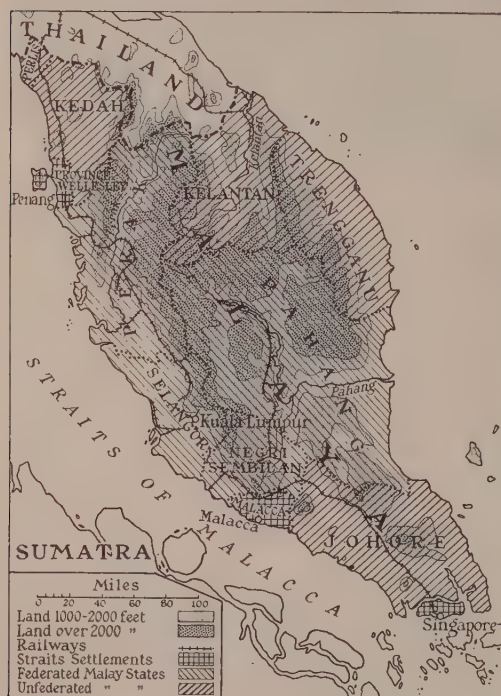 THAILAND
PERLIS
KEDAH
PROVINCE
WELLESLEY
Penang
KELANTAN
TRENGGANU
PERAK
MALAYA
PAHANG
Pahang
SELANGOR
Kuala Lumpur
NEGRI
SEMBILAN
MALACCA
Malacca
JOHORE
STRAITS OF MALACCA
SUMATRA
Singapore
Miles
0 20 40 60 80 100
Land 1000-2000 feet
Land over 2000 "
Railways
Straits Settlements
Federated Malay States
Unfederated " "